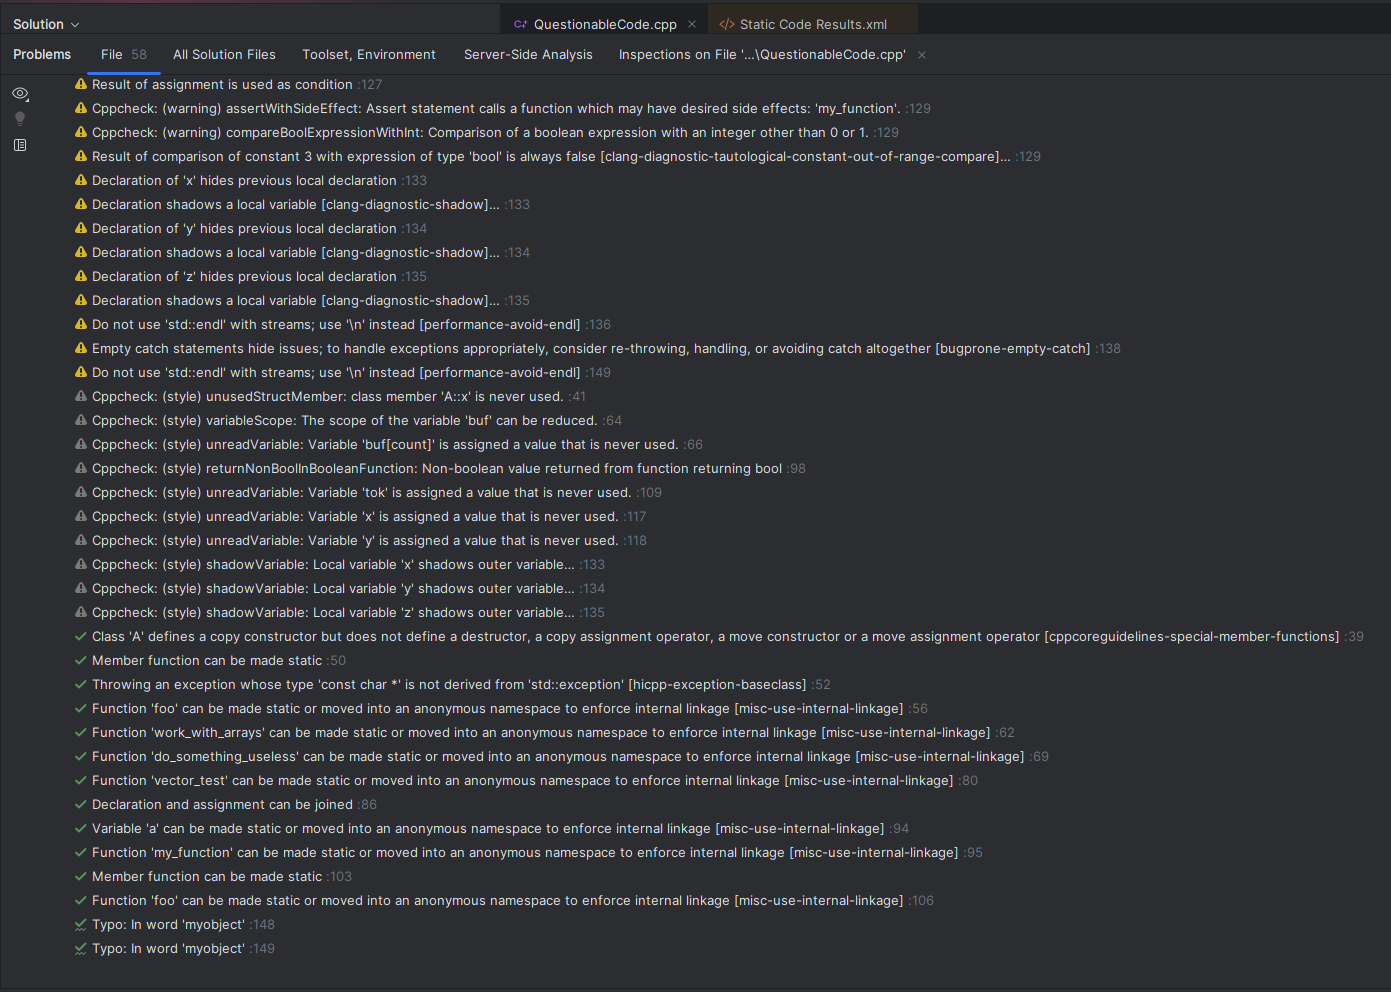 Solution
C+ QuestionableCode.cpp ×
</> Static Code Results.xml
Problems File 58 All Solution Files Toolset, Environment Server-Side Analysis Inspections on File '...\QuestionableCode.cpp' ×
Result of assignment is used as condition :127
Cppcheck: (warning) assertWithSideEffect: Assert statement calls a function which may have desired side effects: 'my_function'. :129
Cppcheck: (warning) compareBoolExpressionWithInt: Comparison of a boolean expression with an integer other than 0 or 1. :129
Result of comparison of constant 3 with expression of type 'bool' is always false [clang-diagnostic-tautological-constant-out-of-range-compare]... :129
Declaration of 'x' hides previous local declaration :133
Declaration shadows a local variable [clang-diagnostic-shadow]... :133
Declaration of 'y' hides previous local declaration :134
Declaration shadows a local variable [clang-diagnostic-shadow]... :134
Declaration of 'z' hides previous local declaration :135
Declaration shadows a local variable [clang-diagnostic-shadow]... :135
Do not use 'std::endl' with streams; use '\n' instead [performance-avoid-endl] :136
Empty catch statements hide issues; to handle exceptions appropriately, consider re-throwing, handling, or avoiding catch altogether [bugprone-empty-catch] :138
Do not use 'std::endl' with streams; use '\n' instead [performance-avoid-endl] :149
Cppcheck: (style) unusedStructMember: class member 'A::x' is never used. :41
Cppcheck: (style) variableScope: The scope of the variable 'buf' can be reduced. :64
Cppcheck: (style) unreadVariable: Variable 'buf[count]' is assigned a value that is never used. :66
Cppcheck: (style) returnNonBoolInBooleanFunction: Non-boolean value returned from function returning bool :98
Cppcheck: (style) unreadVariable: Variable 'tok' is assigned a value that is never used. :109
Cppcheck: (style) unreadVariable: Variable 'x' is assigned a value that is never used. :117
Cppcheck: (style) unreadVariable: Variable 'y' is assigned a value that is never used. :118
Cppcheck: (style) shadowVariable: Local variable 'x' shadows outer variable... :133
Cppcheck: (style) shadowVariable: Local variable 'y' shadows outer variable... :134
Cppcheck: (style) shadowVariable: Local variable 'z' shadows outer variable... :135
Class 'A' defines a copy constructor but does not define a destructor, a copy assignment operator, a move constructor or a move assignment operator [cppcoreguidelines-special-member-functions] :39
Member function can be made static :50
Throwing an exception whose type 'const char *' is not derived from 'std::exception' [hicpp-exception-baseclass] :52
Function 'foo' can be made static or moved into an anonymous namespace to enforce internal linkage [misc-use-internal-linkage] :56
Function 'work_with_arrays' can be made static or moved into an anonymous namespace to enforce internal linkage [misc-use-internal-linkage] :62
Function 'do_something_useless' can be made static or moved into an anonymous namespace to enforce internal linkage [misc-use-internal-linkage] :69
Function 'vector_test' can be made static or moved into an anonymous namespace to enforce internal linkage [misc-use-internal-linkage] :80
Declaration and assignment can be joined :86
Variable 'a' can be made static or moved into an anonymous namespace to enforce internal linkage [misc-use-internal-linkage] :94
Function 'my_function' can be made static or moved into an anonymous namespace to enforce internal linkage [misc-use-internal-linkage] :95
Member function can be made static :103
Function 'foo' can be made static or moved into an anonymous namespace to enforce internal linkage [misc-use-internal-linkage] :106
Typo: In word 'myobject' :148
Typo: In word 'myobject' :149